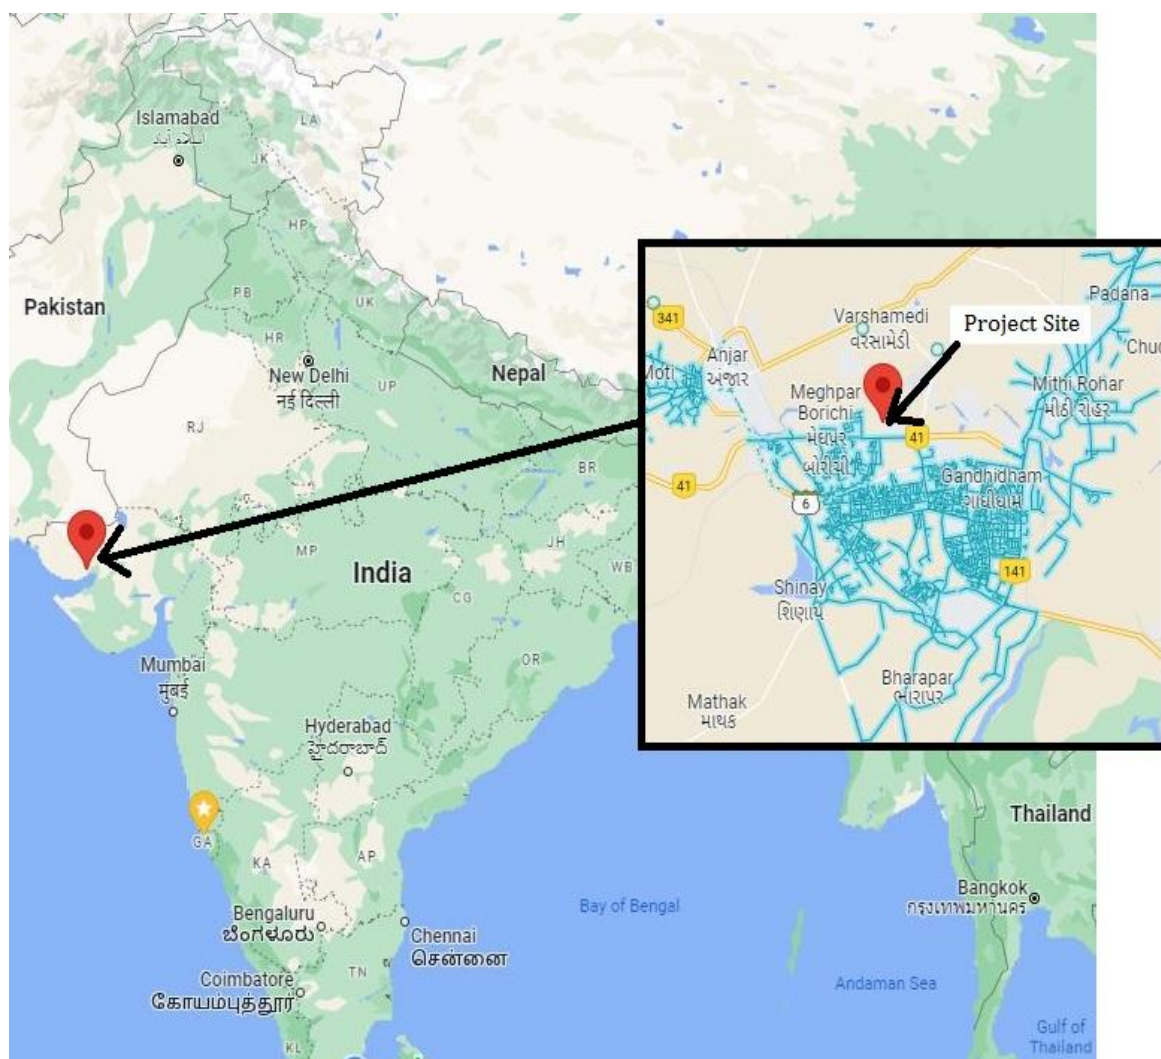 Islamabad
اسلام آباد
LA
JK
HP
Pakistan
PB
UK
HR
New Delhi
नई दिल्ली
Nepal
UP
RJ
BR
MP
JH
India
WB
CG
OR
Mumbai
मुंबई
Hyderabad
हैदराबाद
GA
KA
AP
Bengaluru
ಬೆಂಗಳೂರು
Chennai
சென்னை
Coimbatore
கோயம்புத்தூர்
TN
KL
Bay of Bengal
Thailand
Bangkok
กรุงเทพมหานคร
Andaman Sea
Gulf of
Thailand
Padana
341
Varshamedi
વરસામેડી
Project Site
Anjar
અંજાર
Chud
Moti
Meghpar
Borichi
મેઘપર
બોરીચી
Mithi Rohar
મીઠી રોહર
41
41
Gandhidham
ગાંધીધામ
6
141
Shinay
શિણાય
Bharapar
ભારાપર
Mathak
માથક